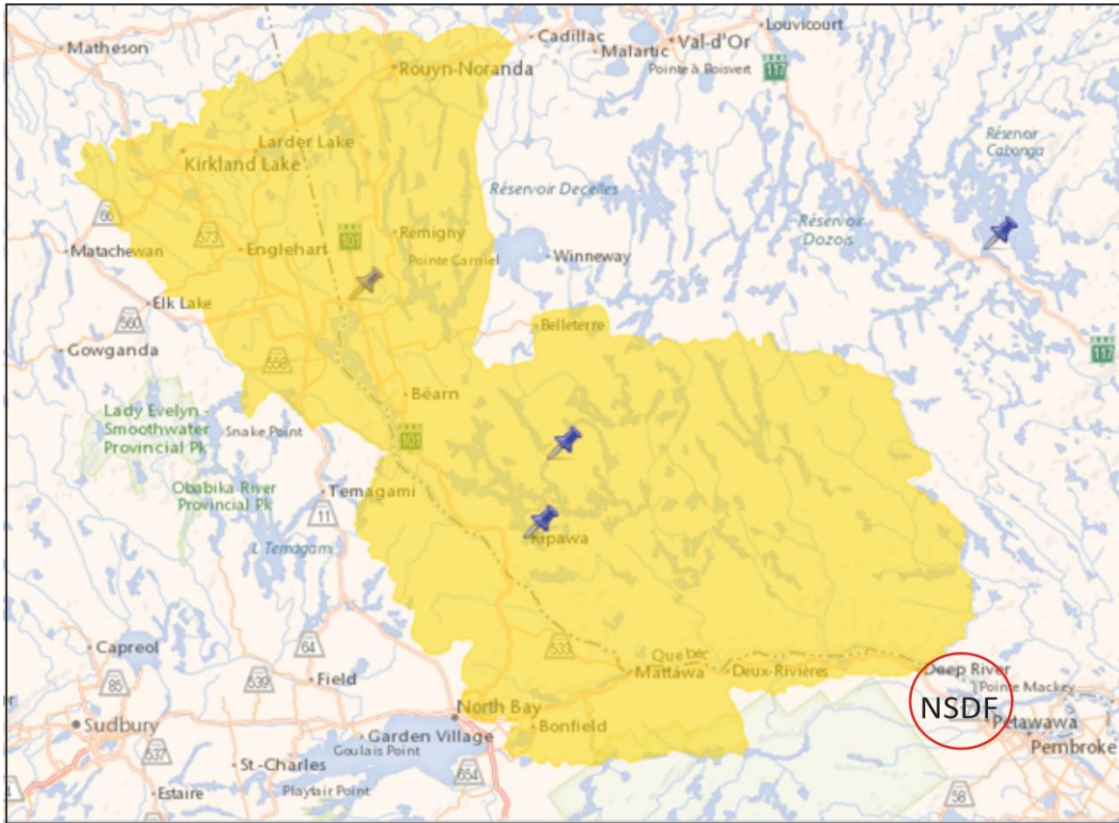 Matheson
Cadillac
Malartic
Val-d'Or
Louvicourt
Rouyn-Noranda
Pointe à Boisvert
117
Larder Lake
Kirkland Lake
Réservoir
Cabonga
Réservoir Decelles
66
Réservoir
Dozois
573
101
Rémigny
Matachewan
Englehart
Pointe Carniel
Winneway
Elk Lake
560
Belleterre
Gowganda
558
117
Béarn
Lady Evelyn -
Smoothwater
Provincial Pk
Snake Point
101
Obabika River
Provincial Pk
Temagami
11
Kipawa
L Temagami
64
533
Quebec
Capreol
Mattawa
Deux-Rivières
Deep River
85
539
Field
Pointe Mackey
North Bay
NSDF
Sudbury
Bonfield
Petawawa
Garden Village
Pembroke
537
Goulais Point
St.-Charles
654
Estaire
Playfair Point
58